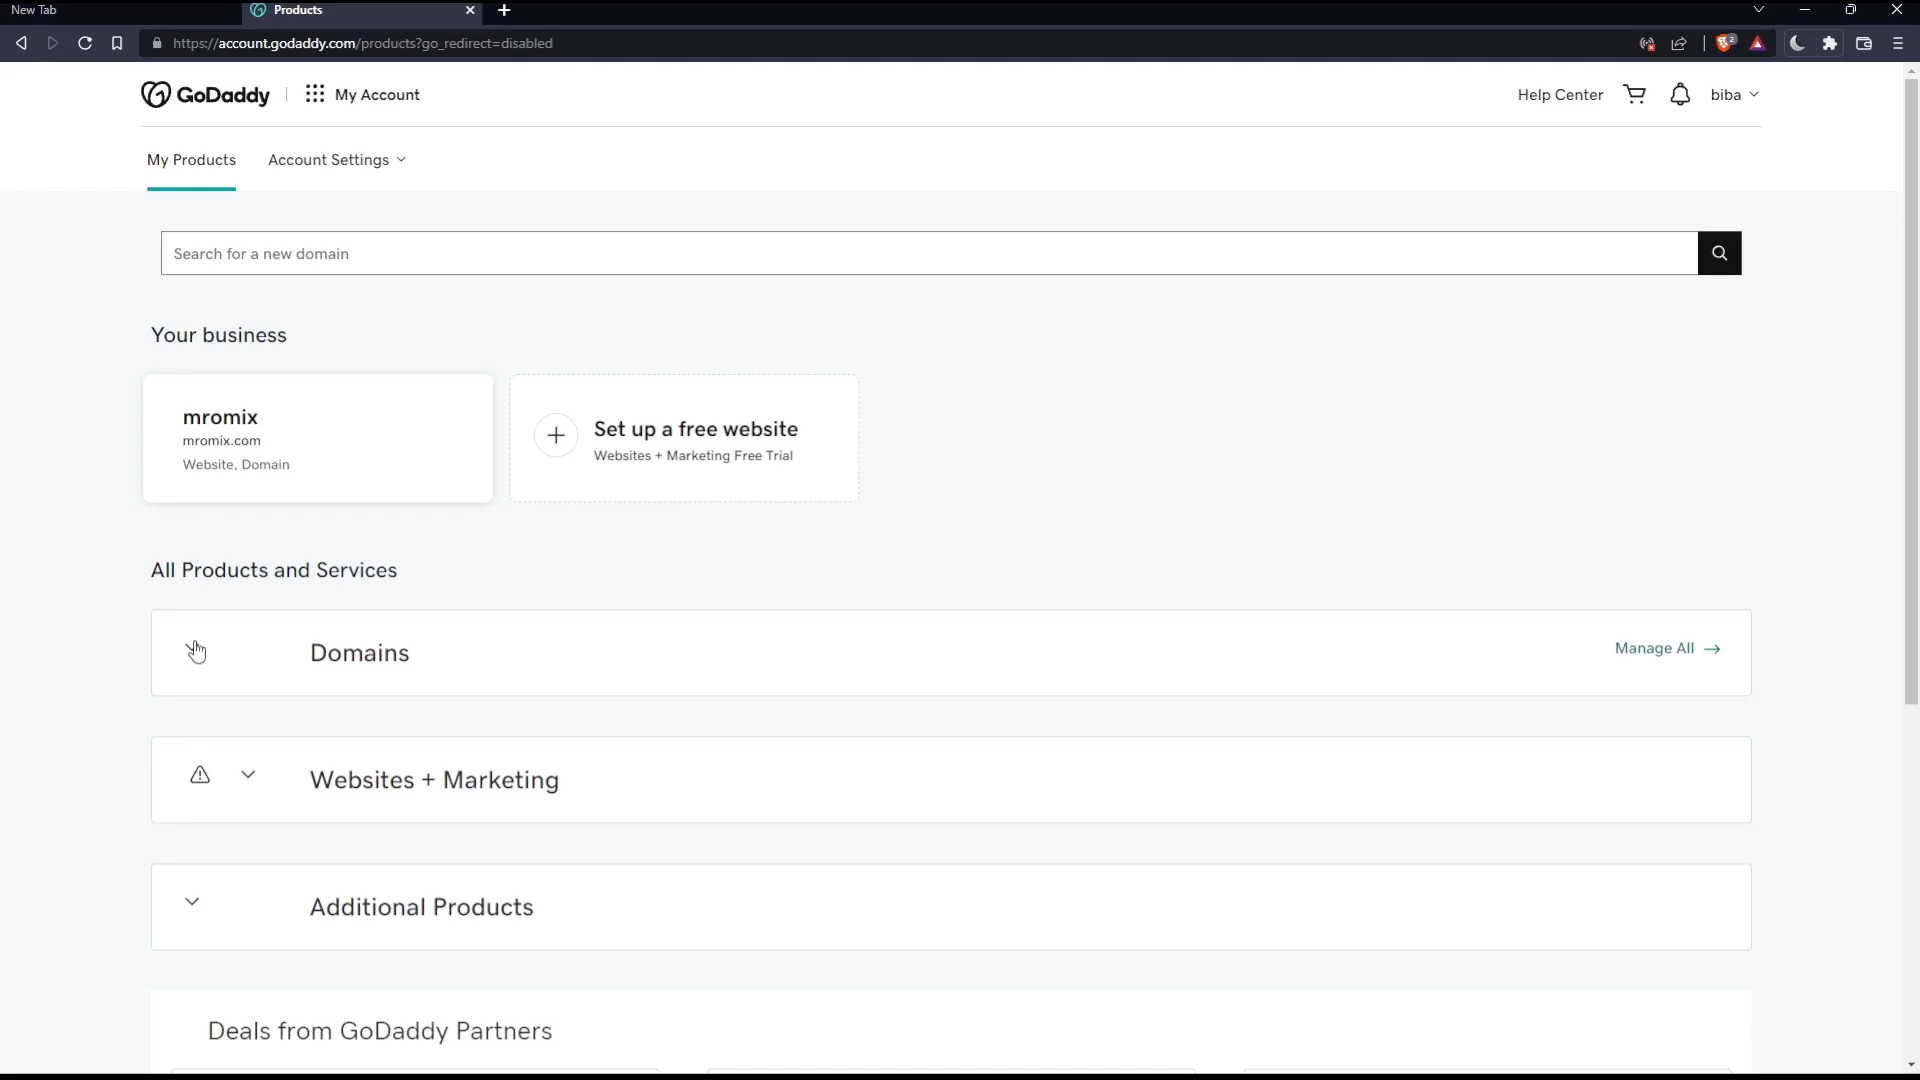 New Tab
Products
https://account.godaddy.com/products?go_redirect=disabled
2
GoDaddy
My Account
Help Center
biba
My Products
Account Settings
Search for a new domain
Your business
mromix
mromix.com
Website, Domain
Set up a free website
Websites + Marketing Free Trial
All Products and Services
Domains
Manage All →
Websites + Marketing
Additional Products
Deals from GoDaddy Partners